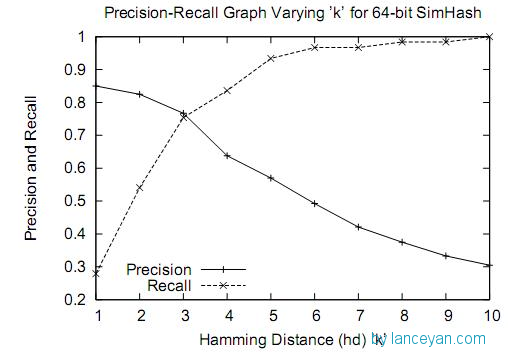 Precision-Recall Graph Varying 'k' for 64-bit SimHash
1
0.9
0.8
0.7
0.6
0.5
0.4
0.3
0.2
Precision and Recall
Precision
Recall
1 2 3 4 5 6 7 8 9 10
Hamming Distance (hd) 'k'
by lanceyan.com